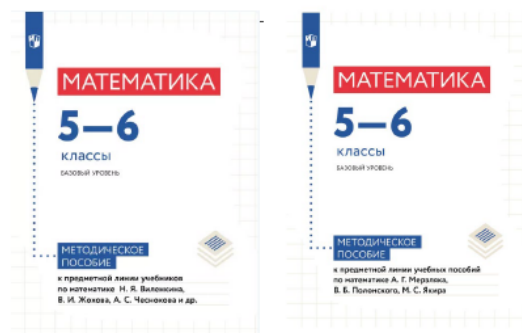 МАТЕМАТИКА
5—6
классы
БАЗОВЫЙ УРОВЕНЬ
МЕТОДИЧЕСКОЕ
ПОСОБИЕ
к предметной линии учебников
по математике Н. Я. Виленкина,
В. И. Жохова, А. С. Чеснокова и др.
МАТЕМАТИКА
5—6
классы
БАЗОВЫЙ УРОВЕНЬ
МЕТОДИЧЕСКОЕ
ПОСОБИЕ
к предметной линии учебных пособий
по математике А. Г. Мерзляка,
В. Б. Полонского, М. С. Якира